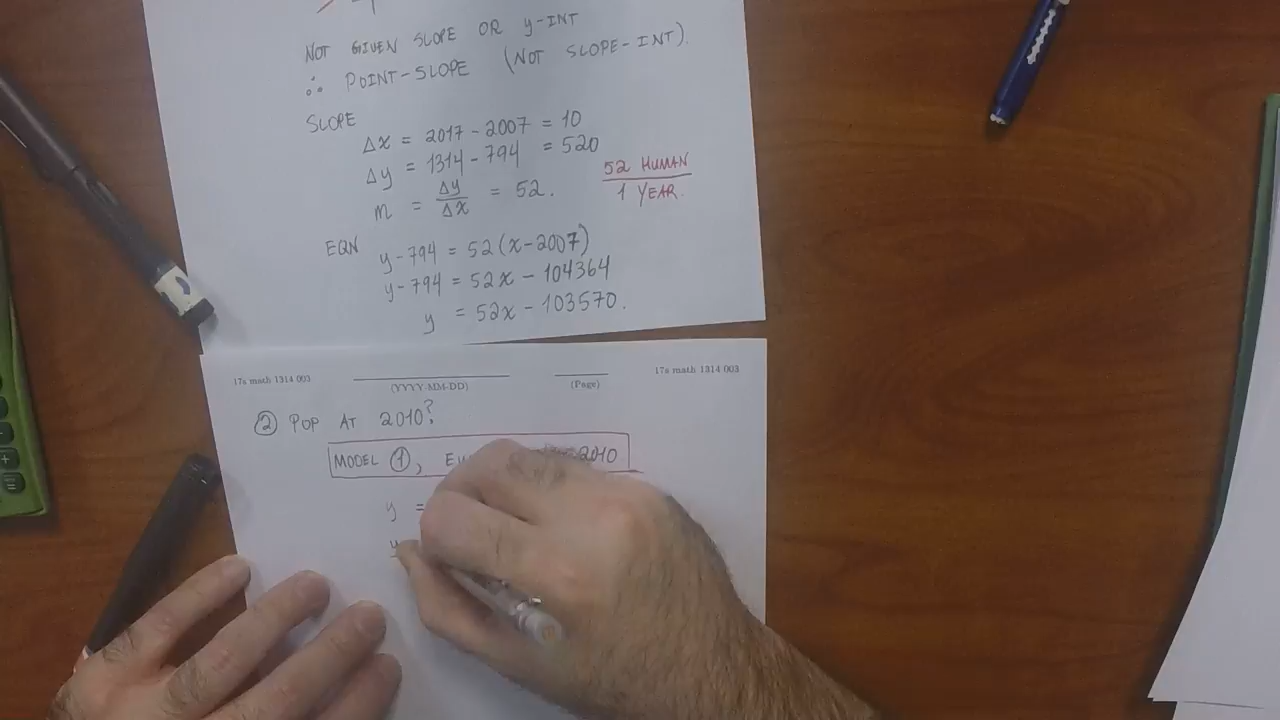 NOT GIVEN SLOPE OR y-INT
∴ POINT-SLOPE (NOT SLOPE-INT).
SLOPE
Δx = 2017 - 2007 = 10
Δy = 1314 - 794 = 520
m = Δy/Δx = 52.
52 HUMAN
1 YEAR.
EQN
y-794 = 52(x-2007)
y-794 = 52x - 104364
y = 52x - 103570.
17s math 1314 003
(YYYY-MM-DD)
(Page)
17s math 1314 003
② POP AT 2010?
MODEL ①, 2010
y =
y